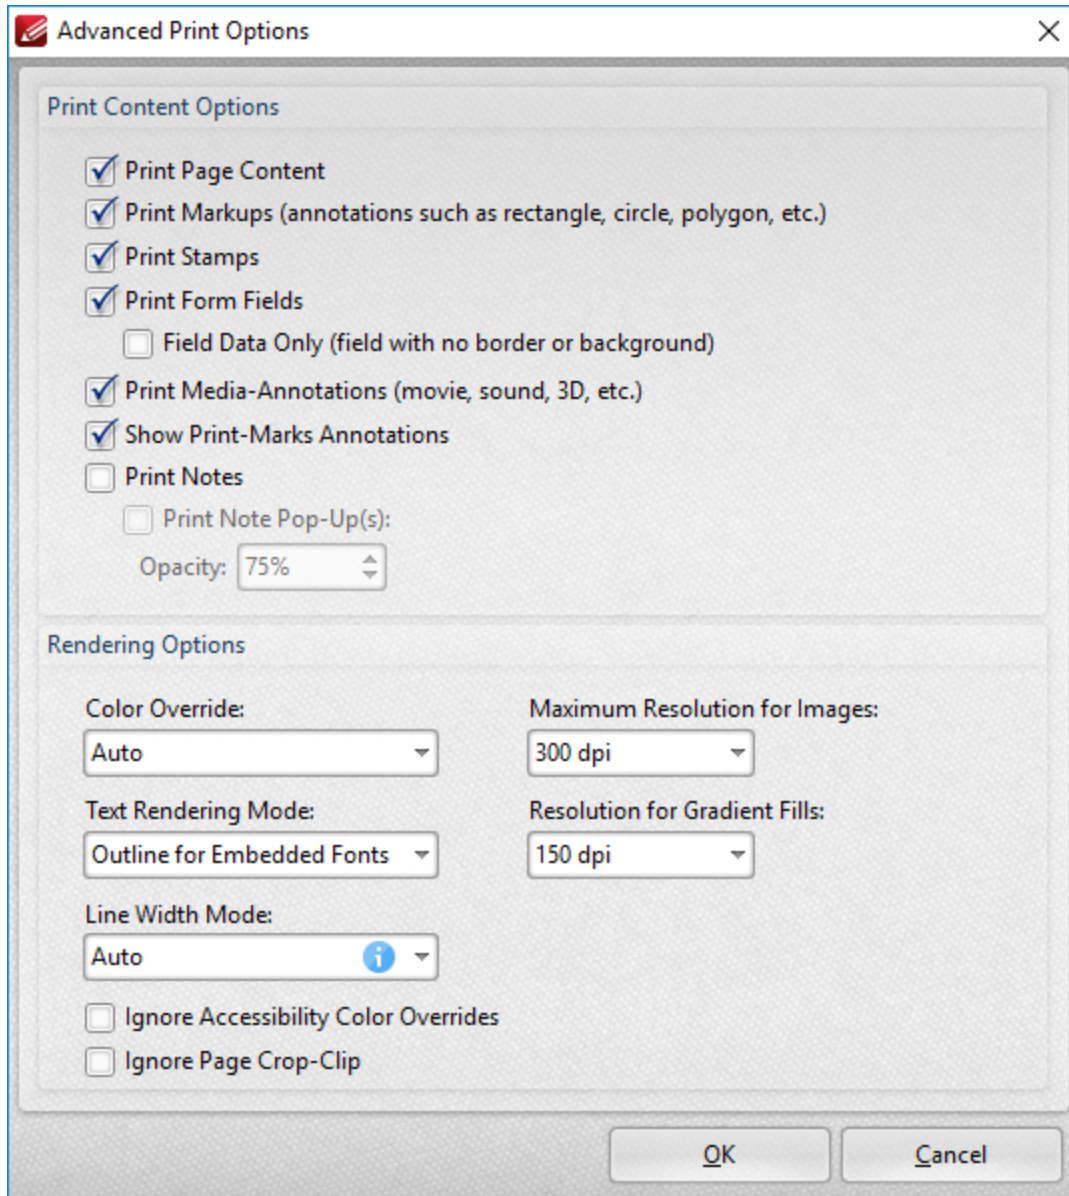 Advanced Print Options
Print Content Options
Print Page Content
Print Markups (annotations such as rectangle, circle, polygon, etc.)
Print Stamps
Print Form Fields
Field Data Only (field with no border or background)
Print Media-Annotations (movie, sound, 3D, etc.)
Show Print-Marks Annotations
Print Notes
Print Note Pop-Up(s):
Opacity: 75%
Rendering Options
Color Override: Maximum Resolution for Images:
Auto 300 dpi
Text Rendering Mode: Resolution for Gradient Fills:
Outline for Embedded Fonts 150 dpi
Line Width Mode:
Auto i
Ignore Accessibility Color Overrides
Ignore Page Crop-Clip
OK Cancel